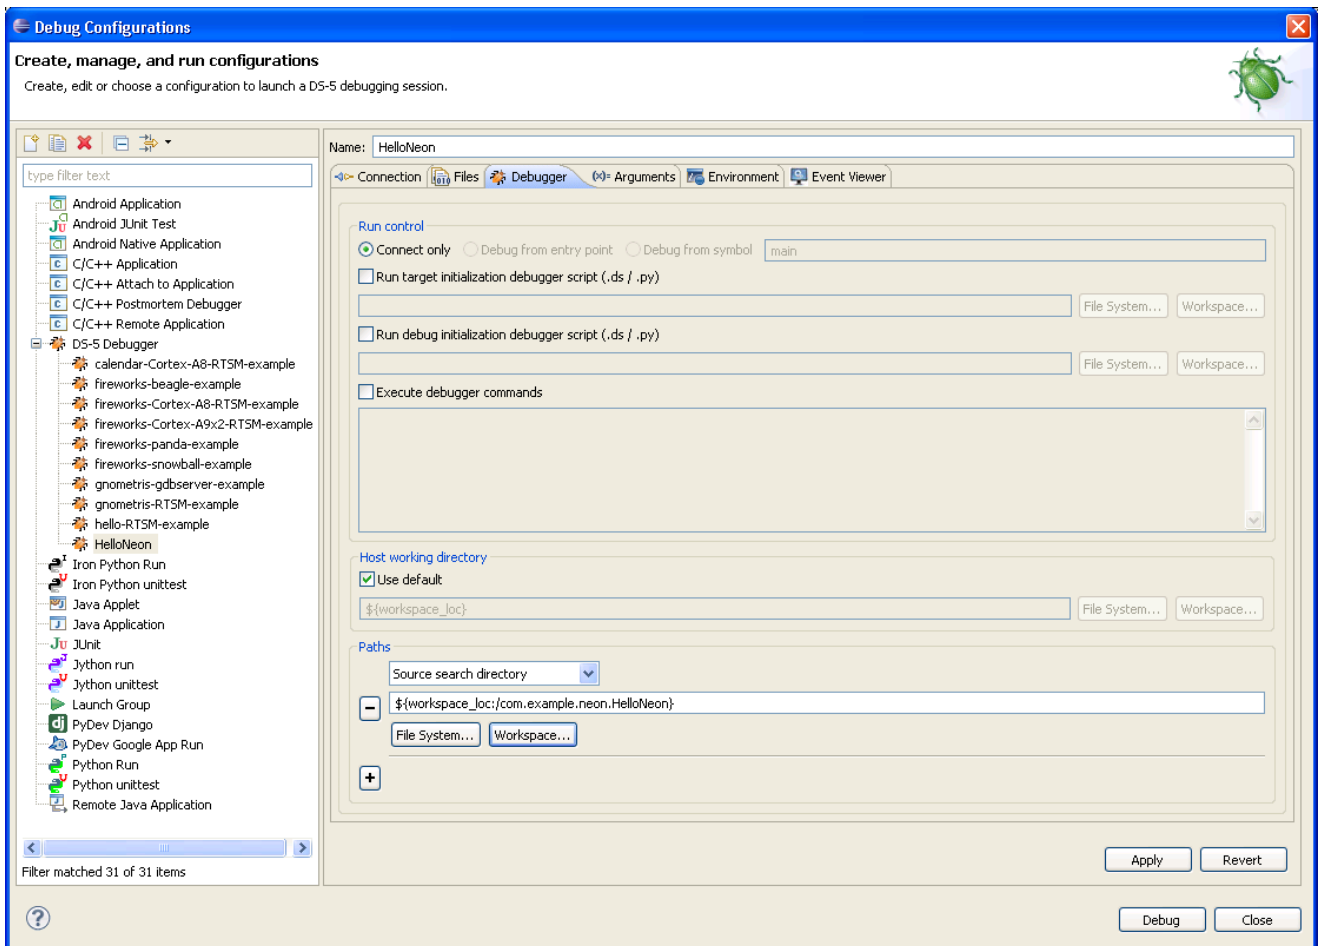 Debug Configurations
Create, manage, and run configurations
Create, edit or choose a configuration to launch a DS-5 debugging session.
type filter text
Android Application
Android JUnit Test
Android Native Application
C/C++ Application
C/C++ Attach to Application
C/C++ Postmortem Debugger
C/C++ Remote Application
DS-5 Debugger
calendar-Cortex-A8-RTSM-example
fireworks-beagle-example
fireworks-Cortex-A8-RTSM-example
fireworks-Cortex-A9x2-RTSM-example
fireworks-panda-example
fireworks-snowball-example
gnometris-gdbserver-example
gnometris-RTSM-example
hello-RTSM-example
HelloNeon
Iron Python Run
Iron Python unittest
Java Applet
Java Application
JUnit
Jython run
Jython unittest
Launch Group
PyDev Django
PyDev Google App Run
Python Run
Python unittest
Remote Java Application
Filter matched 31 of 31 items
Name: HelloNeon
Connection Files Debugger Arguments Environment Event Viewer
Run control
Connect only Debug from entry point Debug from symbol main
Run target initialization debugger script (.ds / .py)
File System... Workspace...
Run debug initialization debugger script (.ds / .py)
File System... Workspace...
Execute debugger commands
Host working directory
Use default
${workspace_loc} File System... Workspace...
Paths
Source search directory
${workspace_loc:/com.example.neon.HelloNeon}
File System... Workspace...
Apply Revert
Debug Close